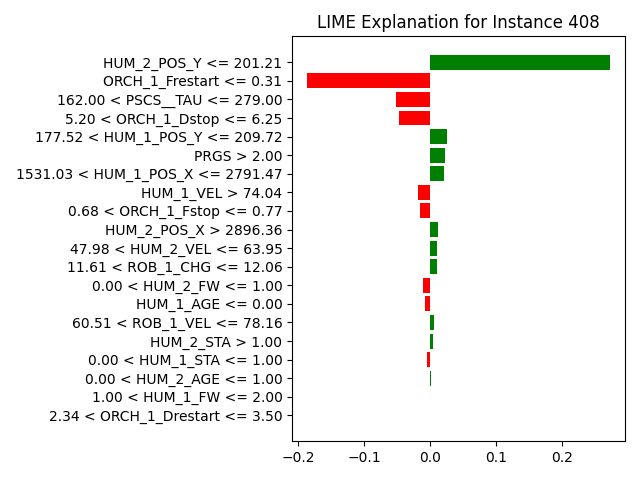 LIME Explanation for Instance 408
HUM_2_POS_Y <= 201.21
ORCH_1_Frestart <= 0.31
162.00 < PSCS__TAU <= 279.00
5.20 < ORCH_1_Dstop <= 6.25
177.52 < HUM_1_POS_Y <= 209.72
PRGS > 2.00
1531.03 < HUM_1_POS_X <= 2791.47
HUM_1_VEL > 74.04
0.68 < ORCH_1_Fstop <= 0.77
HUM_2_POS_X > 2896.36
47.98 < HUM_2_VEL <= 63.95
11.61 < ROB_1_CHG <= 12.06
0.00 < HUM_2_FW <= 1.00
HUM_1_AGE <= 0.00
60.51 < ROB_1_VEL <= 78.16
HUM_2_STA > 1.00
0.00 < HUM_1_STA <= 1.00
0.00 < HUM_2_AGE <= 1.00
1.00 < HUM_1_FW <= 2.00
2.34 < ORCH_1_Drestart <= 3.50
−0.2 −0.1 0.0 0.1 0.2